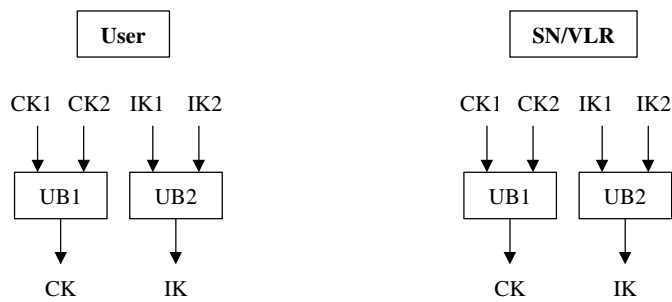 User SN/VLR
CK1 CK2 IK1 IK2 CK1 CK2 IK1 IK2
UB1 UB2 UB1 UB2
CK IK CK IK